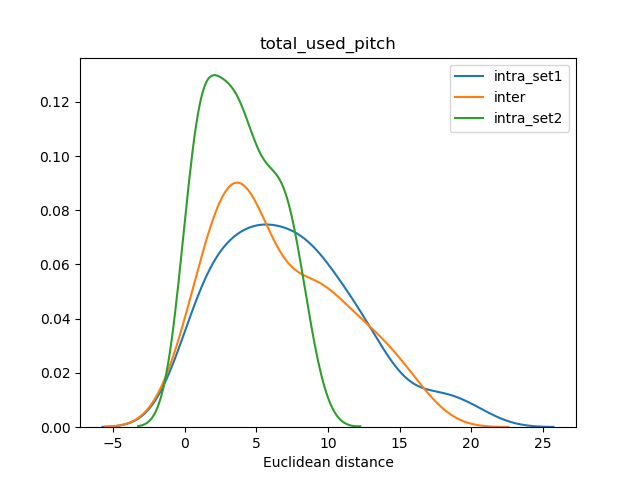 total_used_pitch
intra_set1
inter
intra_set2
0.12
0.10
0.08
0.06
0.04
0.02
0.00
−5
0
5
10
15
20
25
Euclidean distance